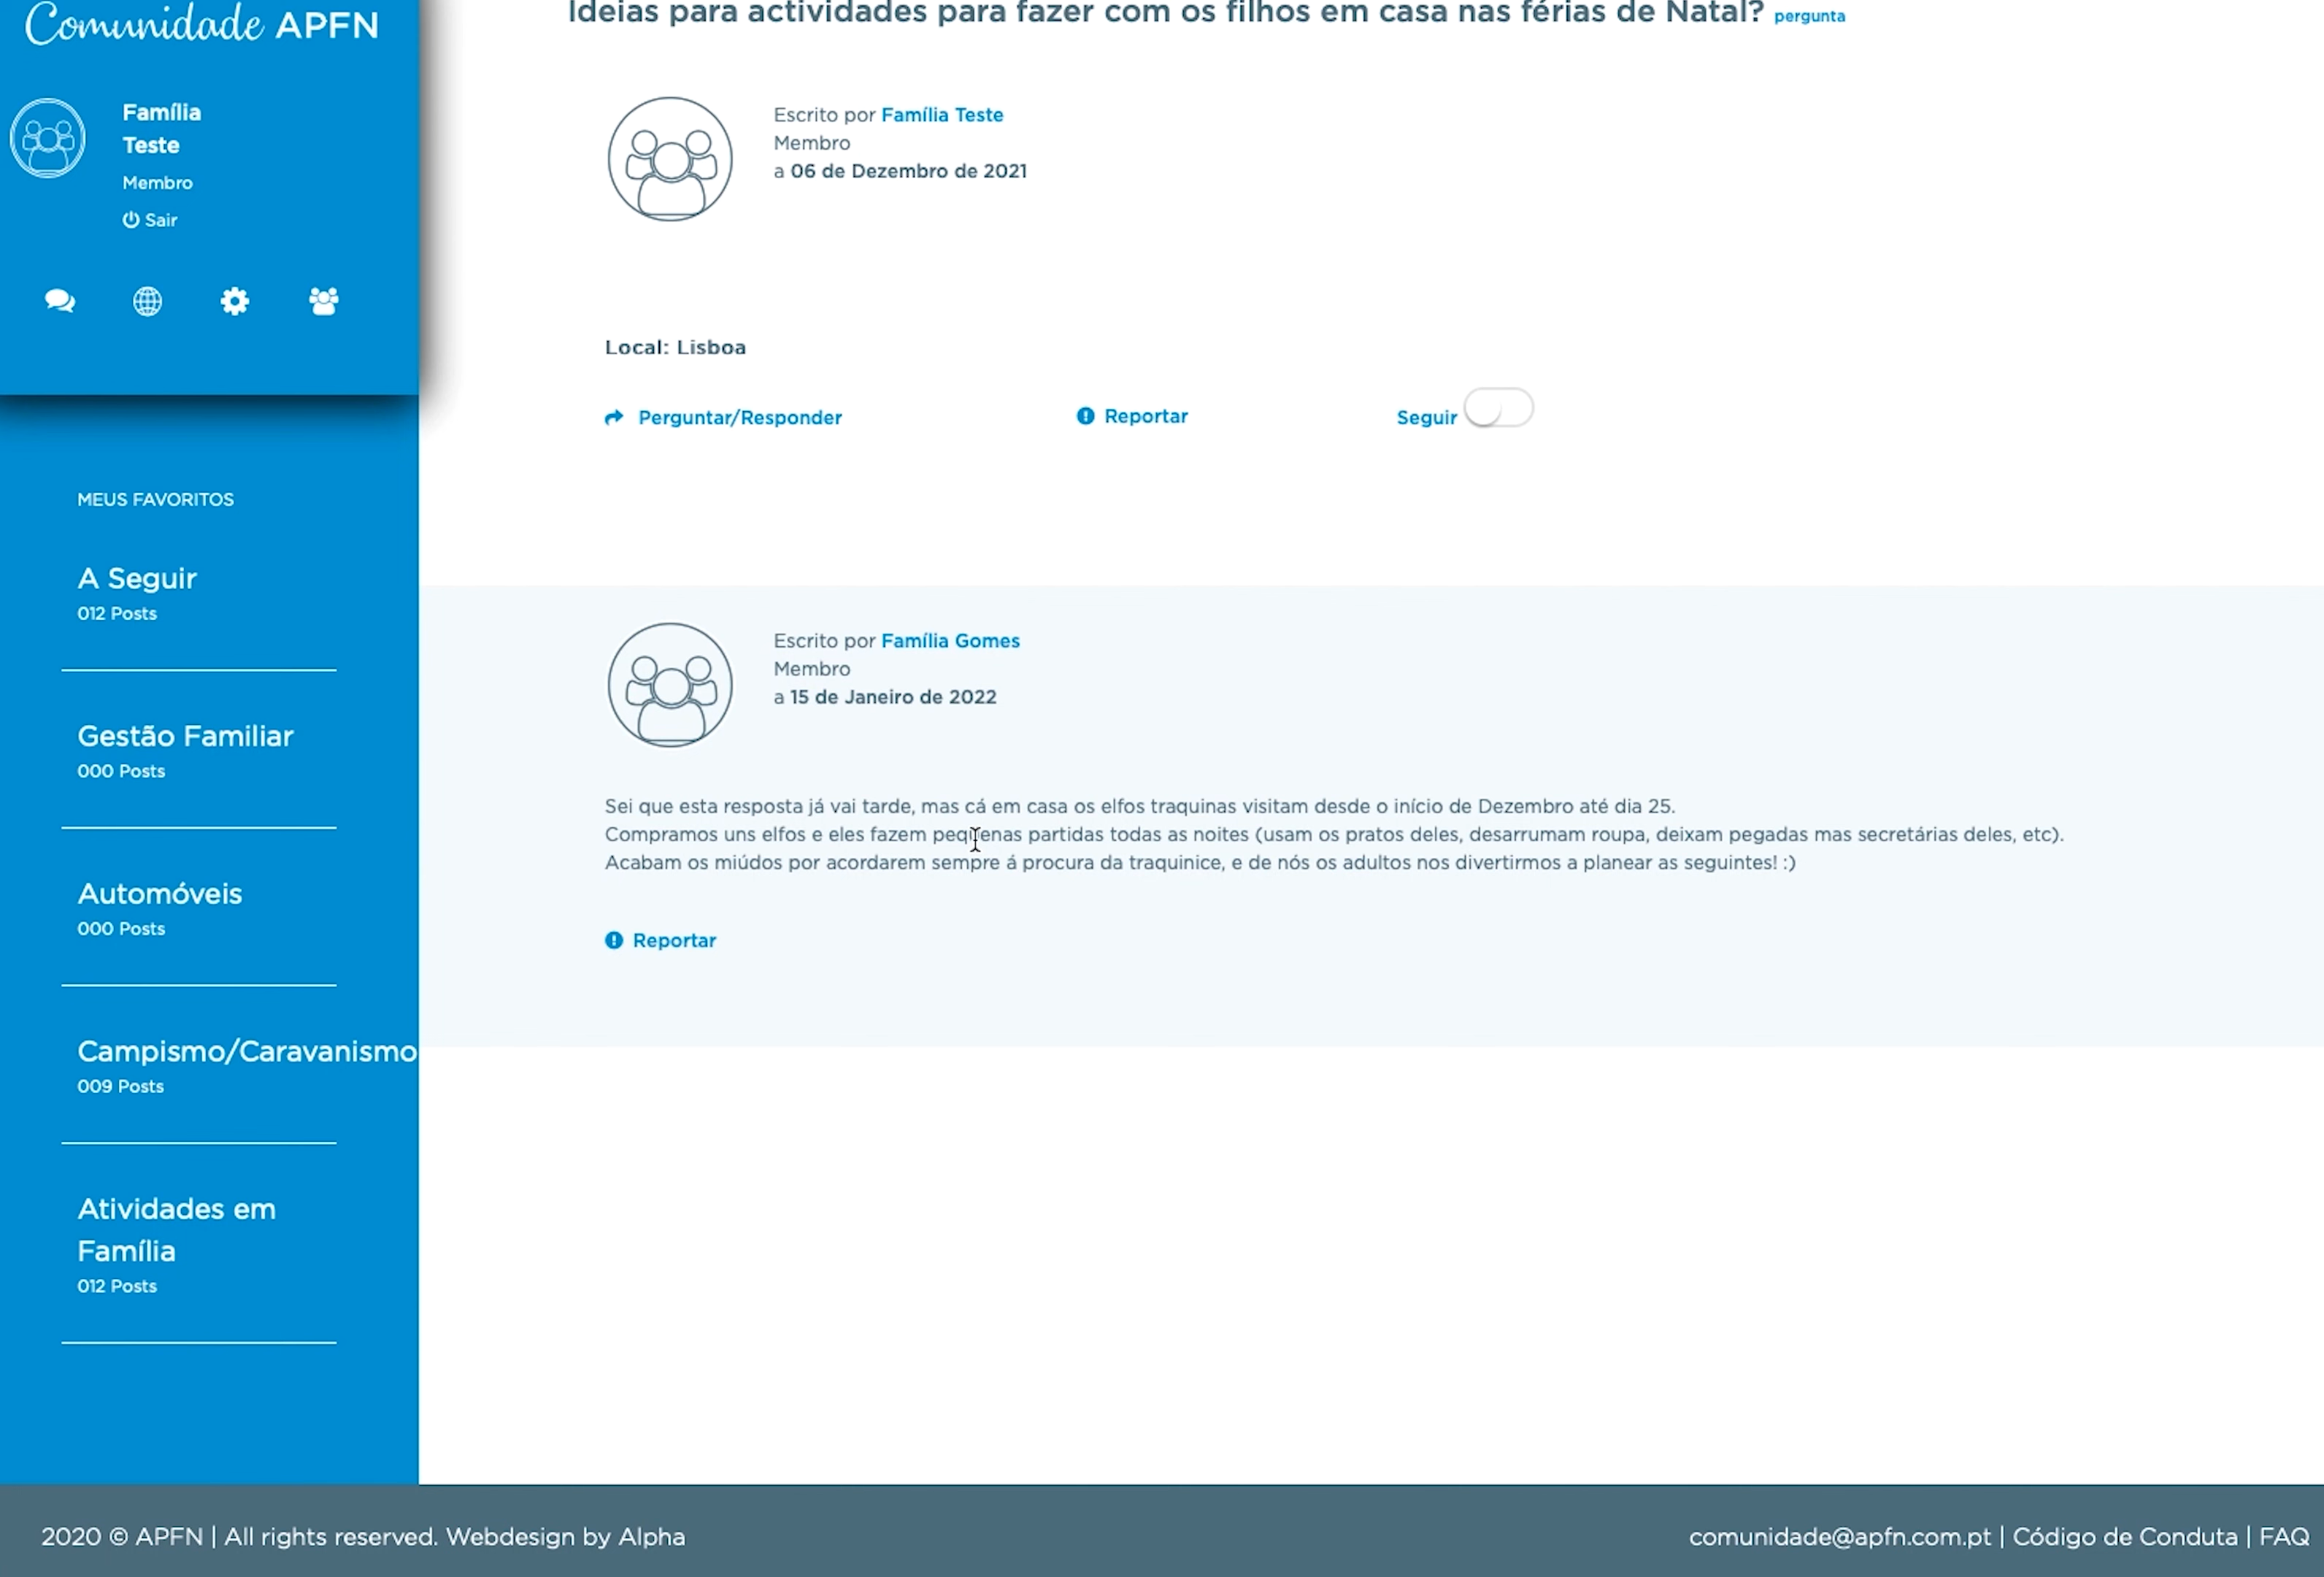 Comunidade APFN
Família
Teste
Membro
Sair
MEUS FAVORITOS
A Seguir
012 Posts
Gestão Familiar
000 Posts
Automóveis
000 Posts
Campismo/Caravanismo
009 Posts
Atividades em
Família
012 Posts
Ideias para actividades para fazer com os filhos em casa nas férias de Natal? pergunta
Escrito por Família Teste
Membro
a 06 de Dezembro de 2021
Local: Lisboa
Perguntar/Responder
Reportar
Seguir
Escrito por Família Gomes
Membro
a 15 de Janeiro de 2022
Sei que esta resposta já vai tarde, mas cá em casa os elfos traquinas visitam desde o início de Dezembro até dia 25.
Compramos uns elfos e eles fazem pequenas partidas todas as noites (usam os pratos deles, desarrumam roupa, deixam pegadas mas secretárias deles, etc).
Acabam os miúdos por acordarem sempre á procura da traquinice, e de nós os adultos nos divertirmos a planear as seguintes! :)
Reportar
2020 © APFN | All rights reserved. Webdesign by Alpha
comunidade@apfn.com.pt | Código de Conduta | FAQ